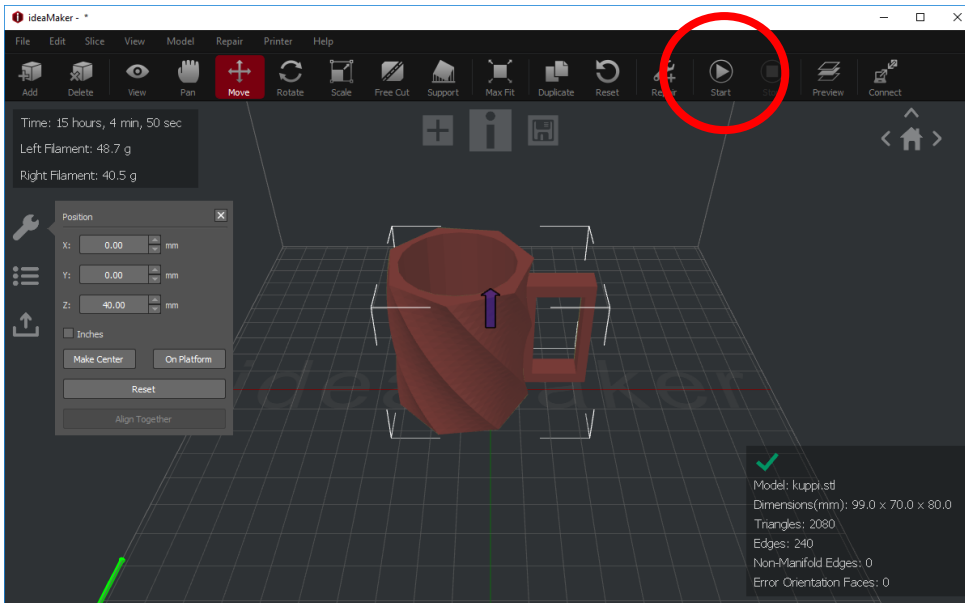 ideaMaker - *
File Edit Slice View Model Repair Printer Help
Add Delete View Pan Move Rotate Scale Free Cut Support Max Fit Duplicate Reset Repair Start Preview Connect
Time: 15 hours, 4 min, 50 sec
Left Filament: 48.7 g
Right Filament: 40.5 g
Position
X: 0.00 mm
Y: 0.00 mm
Z: 40.00 mm
Inches
Make Center On Platform
Reset
Align Together
ideaMaker
Model: kuppi.stl
Dimensions(mm): 99.0 x 70.0 x 80.0
Triangles: 2080
Edges: 240
Non-Manifold Edges: 0
Error Orientation Faces: 0